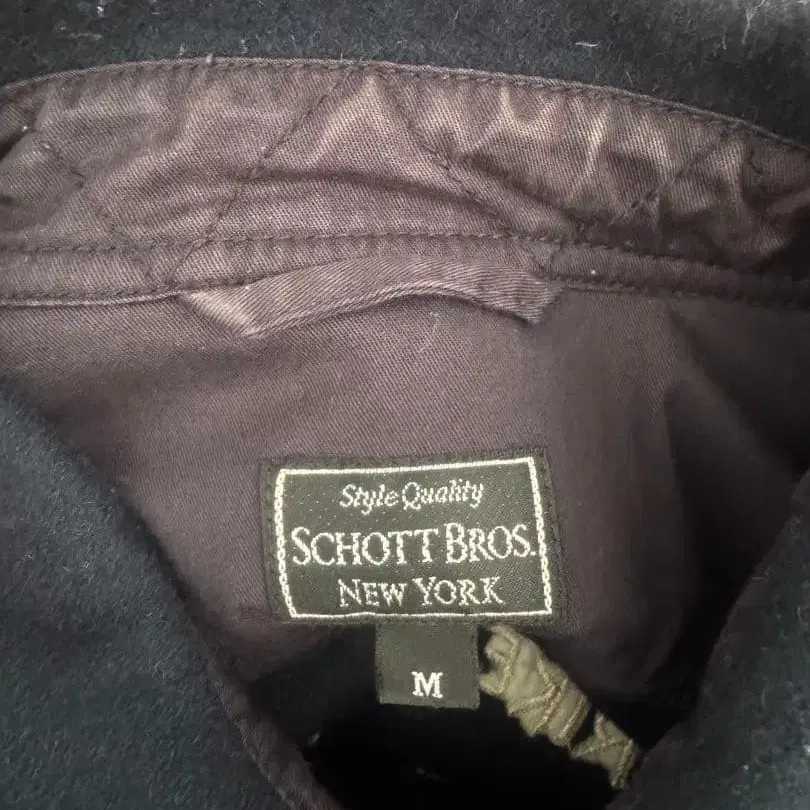 Style Quality
SCHOTT BROS.
NEW YORK
M